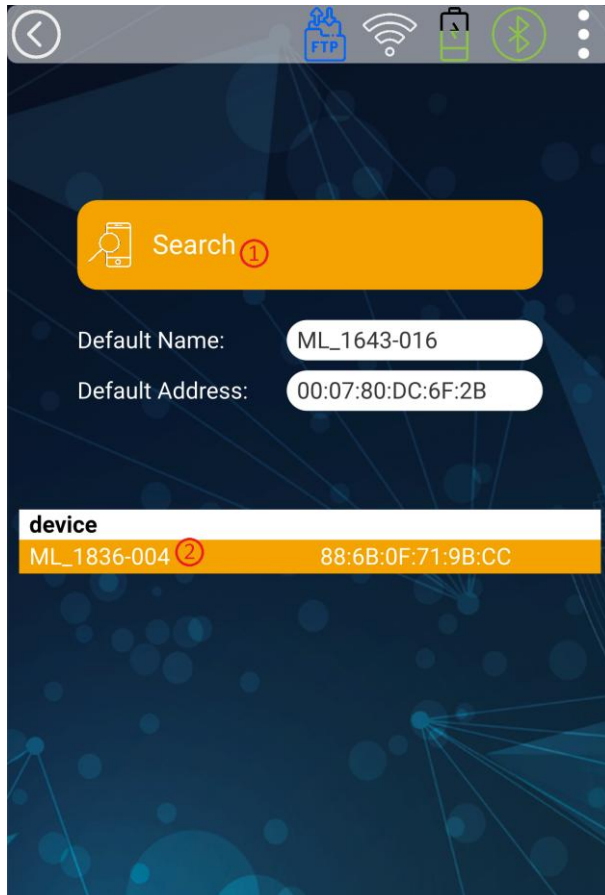 FTP
Search ①
Default Name: ML_1643-016
Default Address: 00:07:80:DC:6F:2B
device
ML_1836-004 ② 88:6B:0F:71:9B:CC